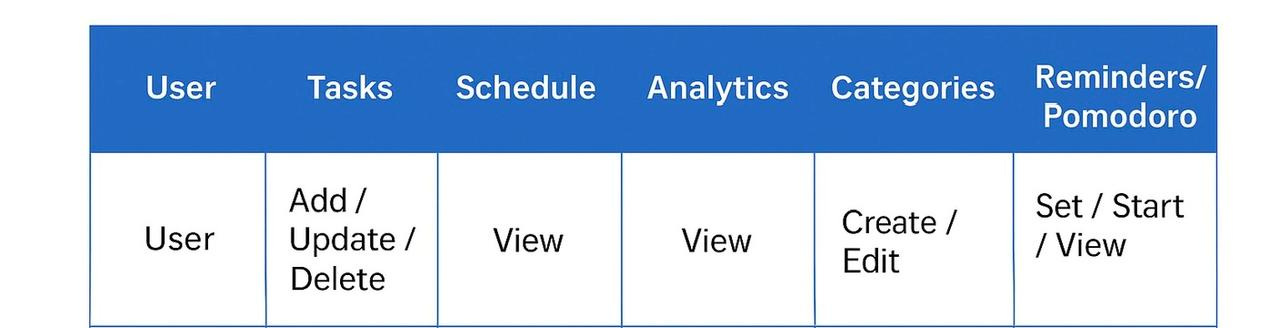 User
Tasks
Schedule
Analytics
Categories
Reminders/
Pomodoro
User
Add /
Update /
Delete
View
View
Create /
Edit
Set / Start
/ View